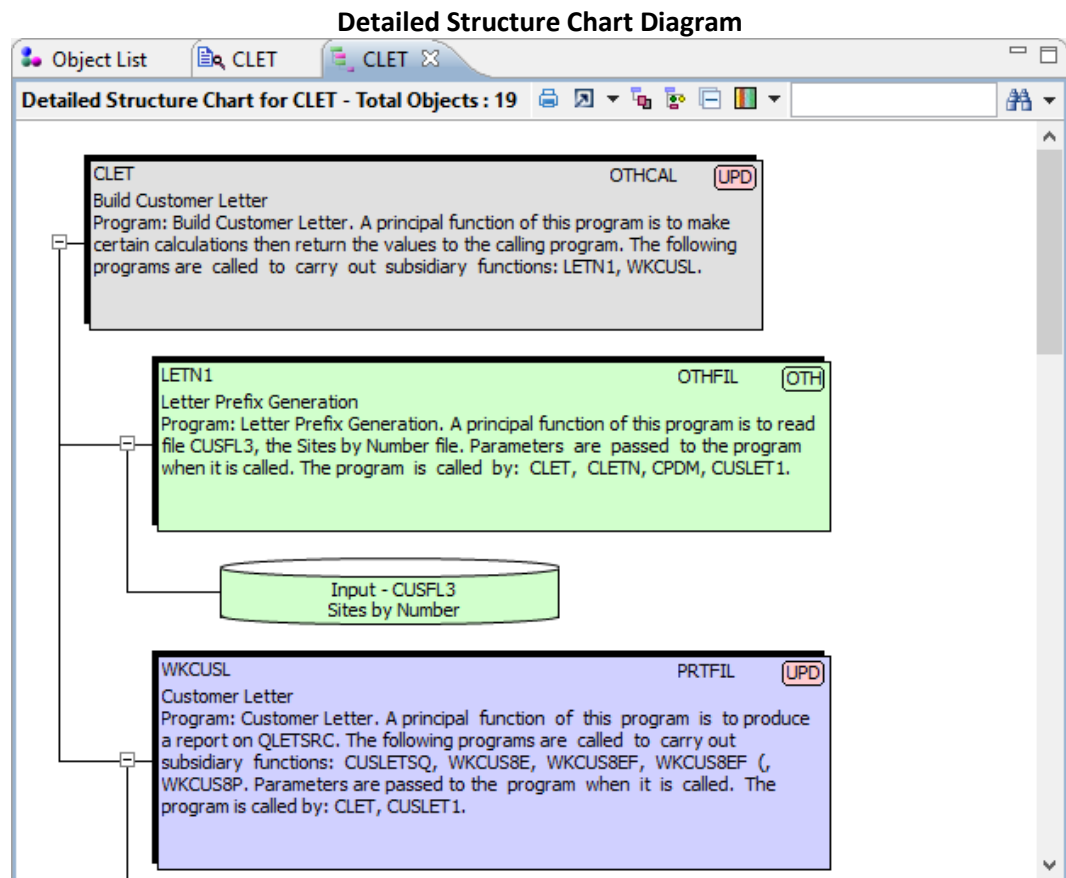 Detailed Structure Chart Diagram
Object List CLET CLET
Detailed Structure Chart for CLET - Total Objects : 19
CLET OTHCAL UPD
Build Customer Letter
Program: Build Customer Letter. A principal function of this program is to make
certain calculations then return the values to the calling program. The following
programs are called to carry out subsidiary functions: LETN1, WKCUSL.
LETN1 OTHFIL OTH
Letter Prefix Generation
Program: Letter Prefix Generation. A principal function of this program is to read
file CUSFL3, the Sites by Number file. Parameters are passed to the program
when it is called. The program is called by: CLET, CLETN, CPDM, CUSLET1.
Input - CUSFL3
Sites by Number
WKCUSL PRTFIL UPD
Customer Letter
Program: Customer Letter. A principal function of this program is to produce
a report on QLETSRC. The following programs are called to carry out
subsidiary functions: CUSLETSQ, WKCUS8E, WKCUS8EF, WKCUS8EF (,
WKCUS8P. Parameters are passed to the program when it is called. The
program is called by: CLET, CUSLET1.